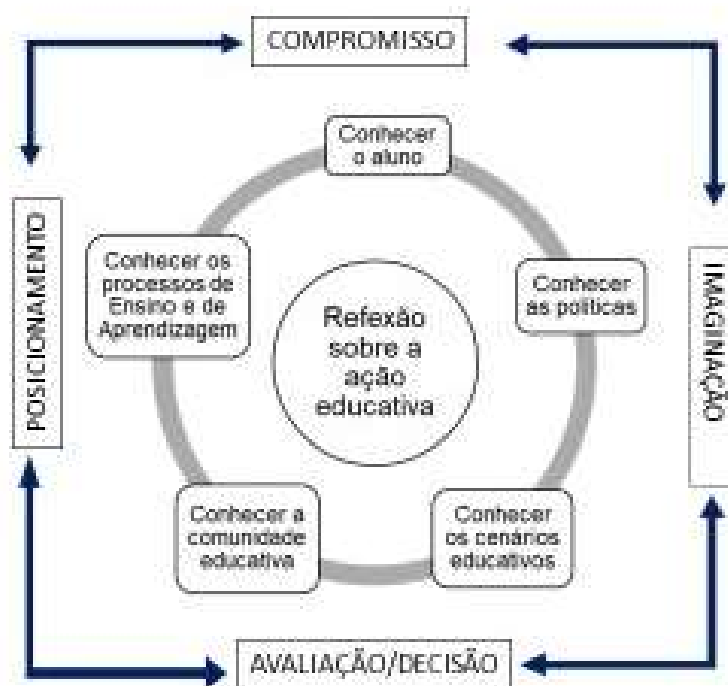 COMPROMISSO
Conhecer
o aluno
POSICIONAMENTO
Conhecer os
processos de
Ensino e de
Aprendizagem
Refexão
sobre a
ação
educativa
Conhecer
as políticas
IMAGINAÇÃO
Conhecer a
comunidade
educativa
Conhecer
os cenários
educativos
AVALIAÇÃO/DECISÃO